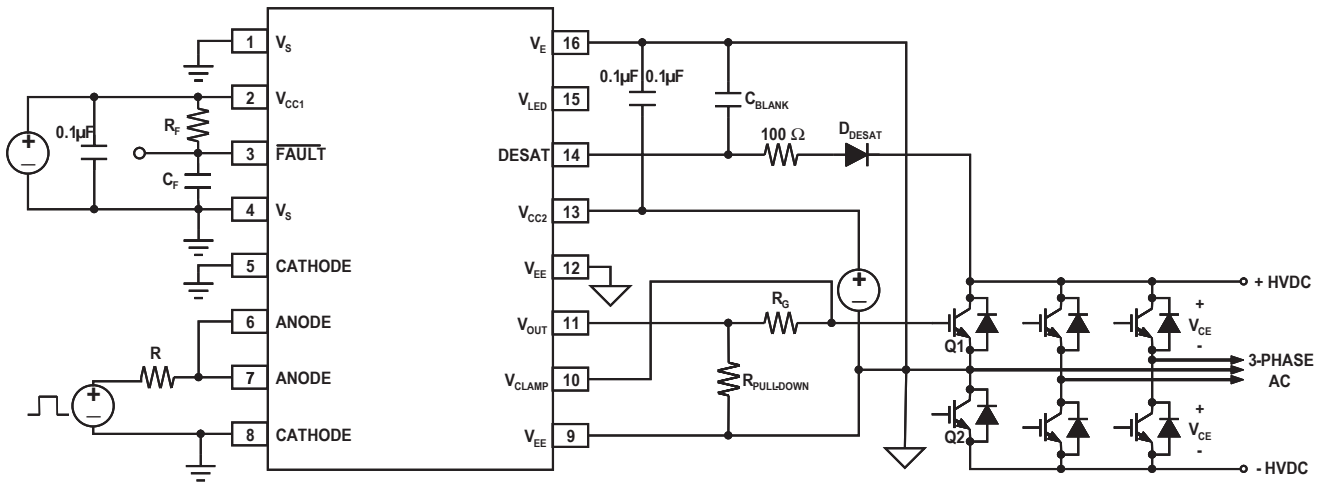 1 V_S
2 V_CC1
3 F̅A̅U̅L̅T̅
4 V_S
5 CATHODE
6 ANODE
7 ANODE
8 CATHODE
V_E 16
V_LED 15
DESAT 14
V_CC2 13
V_EE 12
V_OUT 11
V_CLAMP 10
V_EE 9
+
–
0.1µF
R_F
C_F
R
+
–
0.1µF 0.1µF
C_BLANK
100 Ω
D_DESAT
+
–
R_G
R_PULL-DOWN
Q1
Q2
+
V_CE
-
+
V_CE
-
+ HVDC
3-PHASE
AC
- HVDC